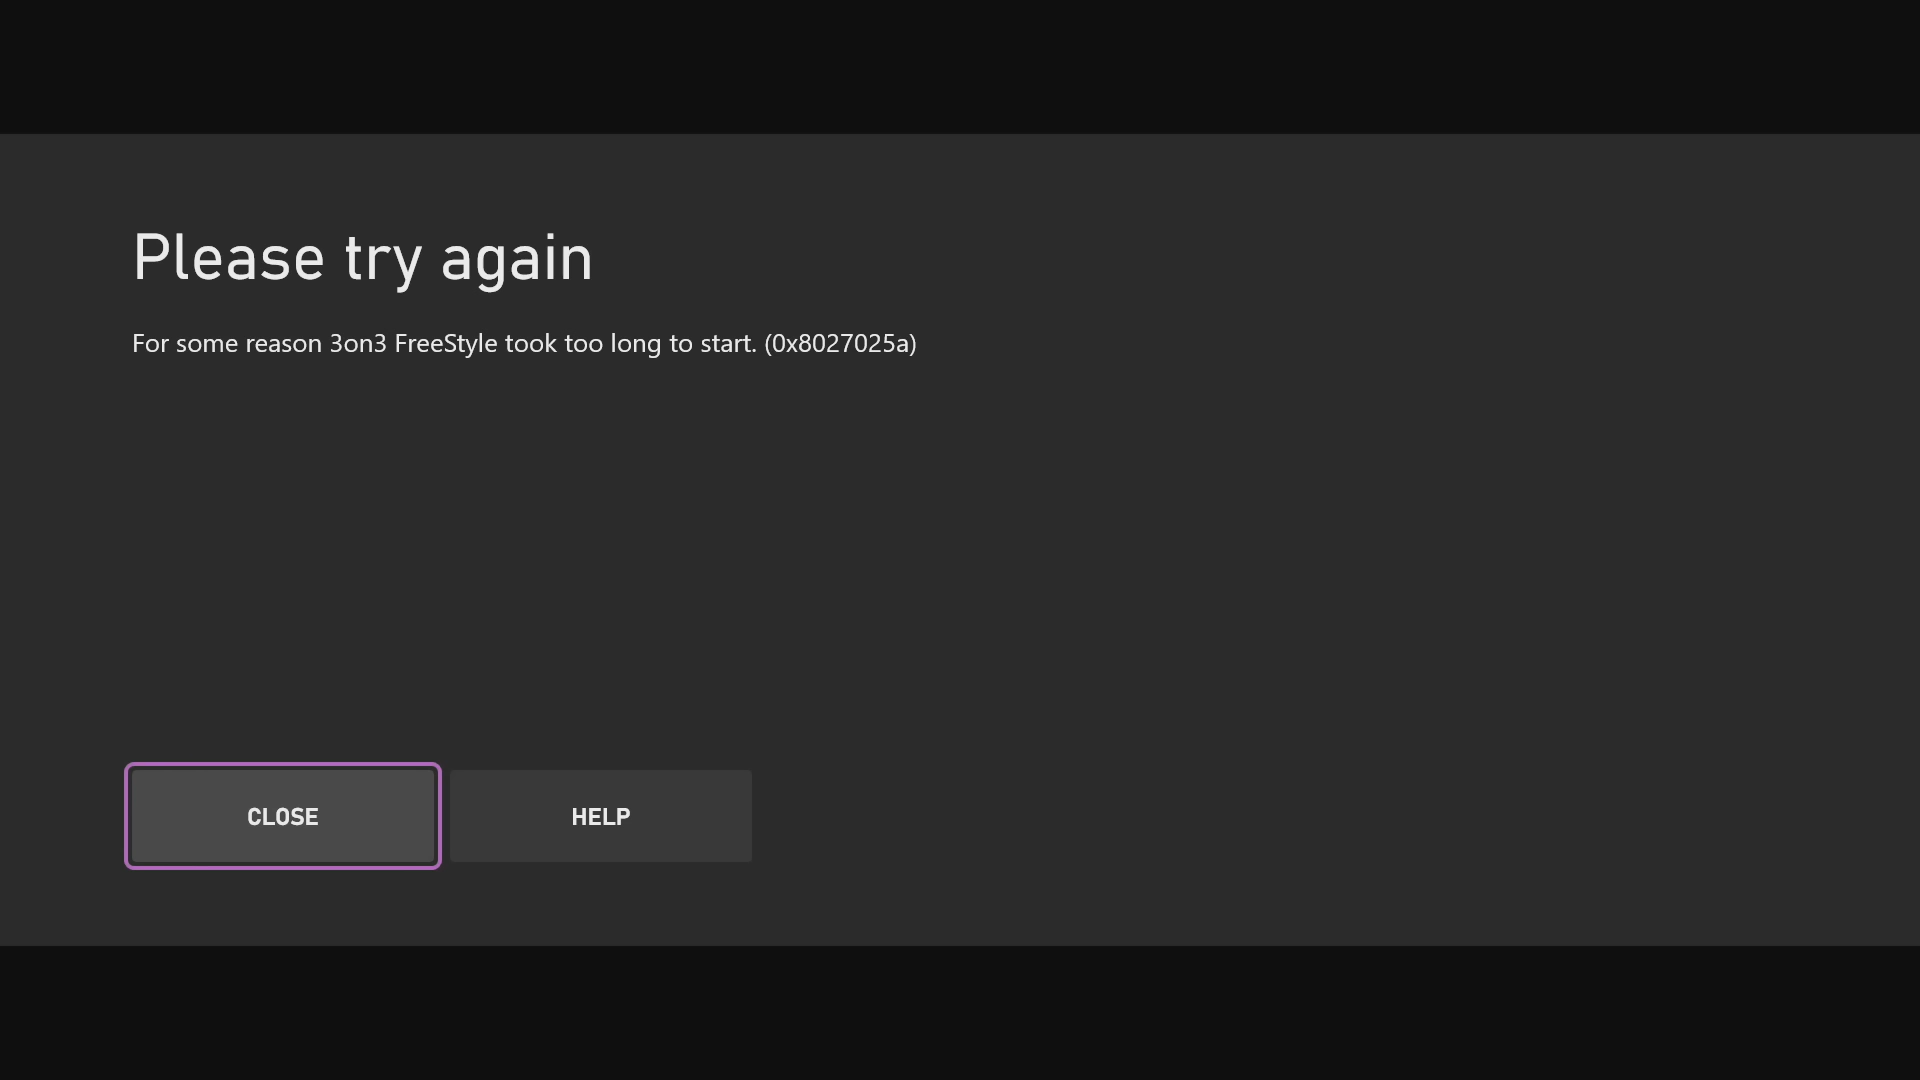 Please try again
For some reason 3on3 FreeStyle took too long to start. (0x8027025a)
CLOSE
HELP